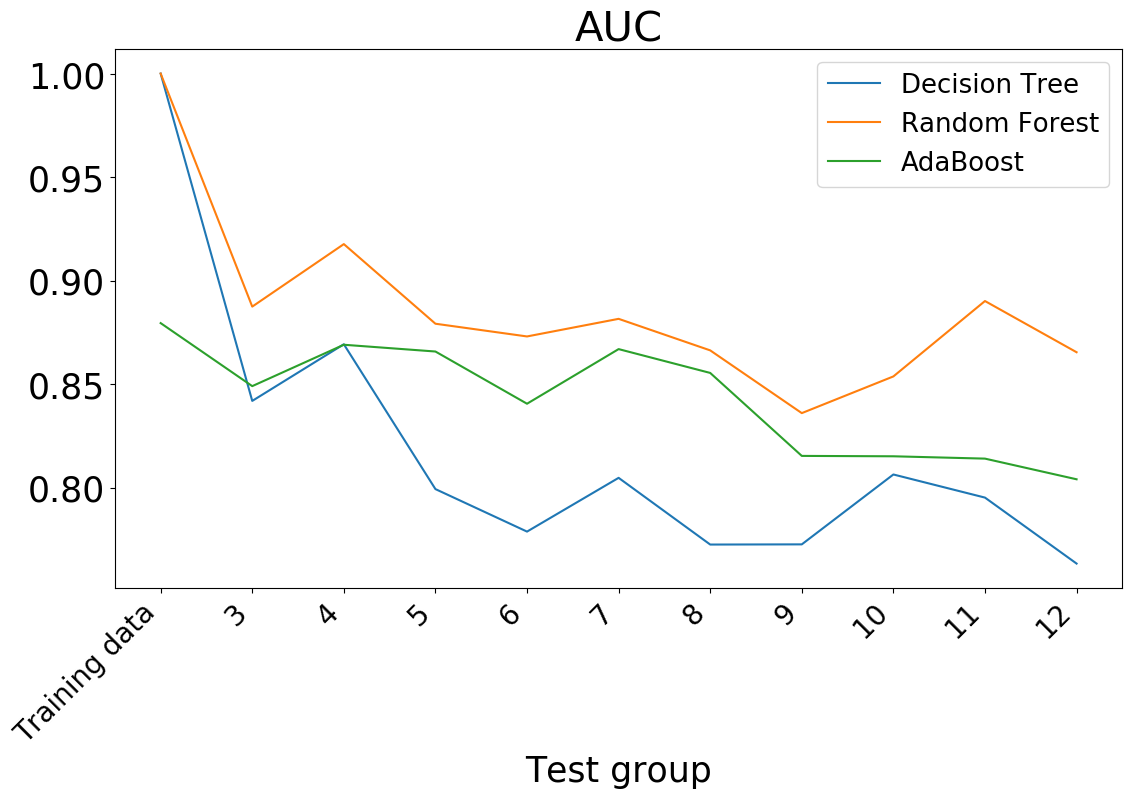 AUC
1.00
0.95
0.90
0.85
0.80
Decision Tree
Random Forest
AdaBoost
Training data
3
4
5
6
7
8
9
10
11
12
Test group